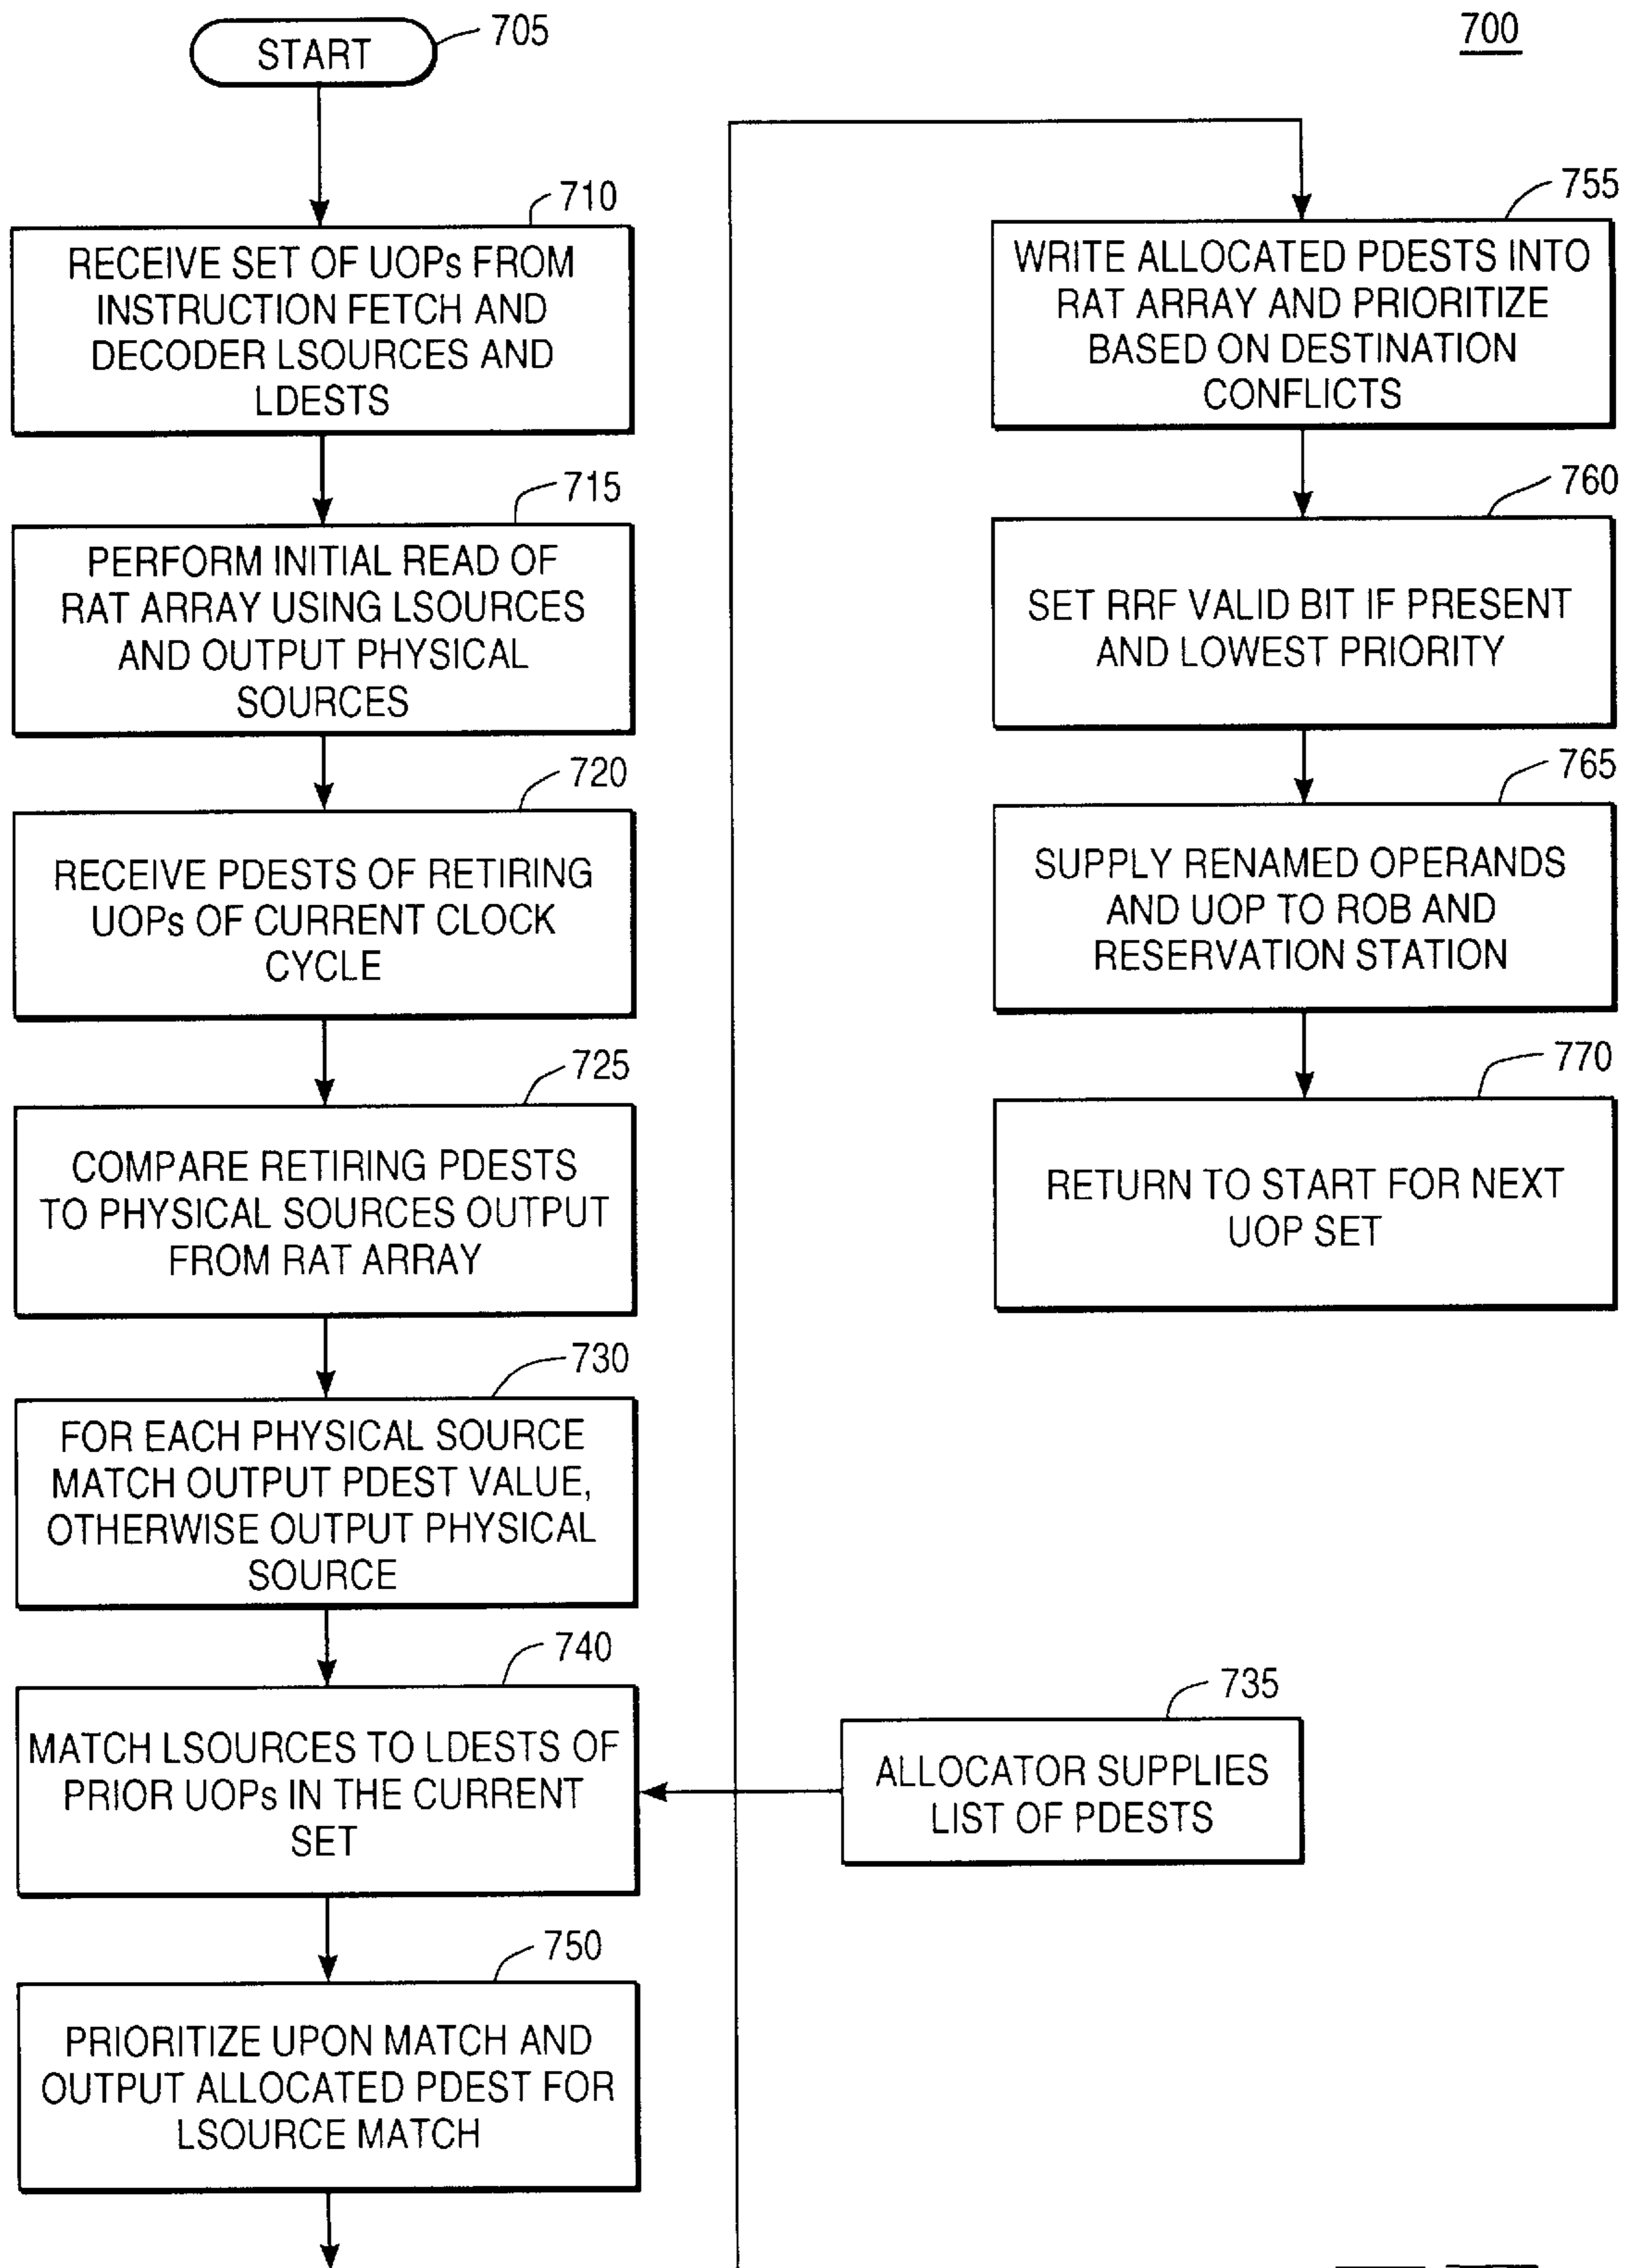 700
START
705
710
RECEIVE SET OF UOPs FROM
INSTRUCTION FETCH AND
DECODER LSOURCES AND
LDESTS
715
PERFORM INITIAL READ OF
RAT ARRAY USING LSOURCES
AND OUTPUT PHYSICAL
SOURCES
720
RECEIVE PDESTS OF RETIRING
UOPs OF CURRENT CLOCK
CYCLE
725
COMPARE RETIRING PDESTS
TO PHYSICAL SOURCES OUTPUT
FROM RAT ARRAY
730
FOR EACH PHYSICAL SOURCE
MATCH OUTPUT PDEST VALUE,
OTHERWISE OUTPUT PHYSICAL
SOURCE
740
MATCH LSOURCES TO LDESTS OF
PRIOR UOPs IN THE CURRENT
SET
735
ALLOCATOR SUPPLIES
LIST OF PDESTS
750
PRIORITIZE UPON MATCH AND
OUTPUT ALLOCATED PDEST FOR
LSOURCE MATCH
755
WRITE ALLOCATED PDESTS INTO
RAT ARRAY AND PRIORITIZE
BASED ON DESTINATION
CONFLICTS
760
SET RRF VALID BIT IF PRESENT
AND LOWEST PRIORITY
765
SUPPLY RENAMED OPERANDS
AND UOP TO ROB AND
RESERVATION STATION
770
RETURN TO START FOR NEXT
UOP SET